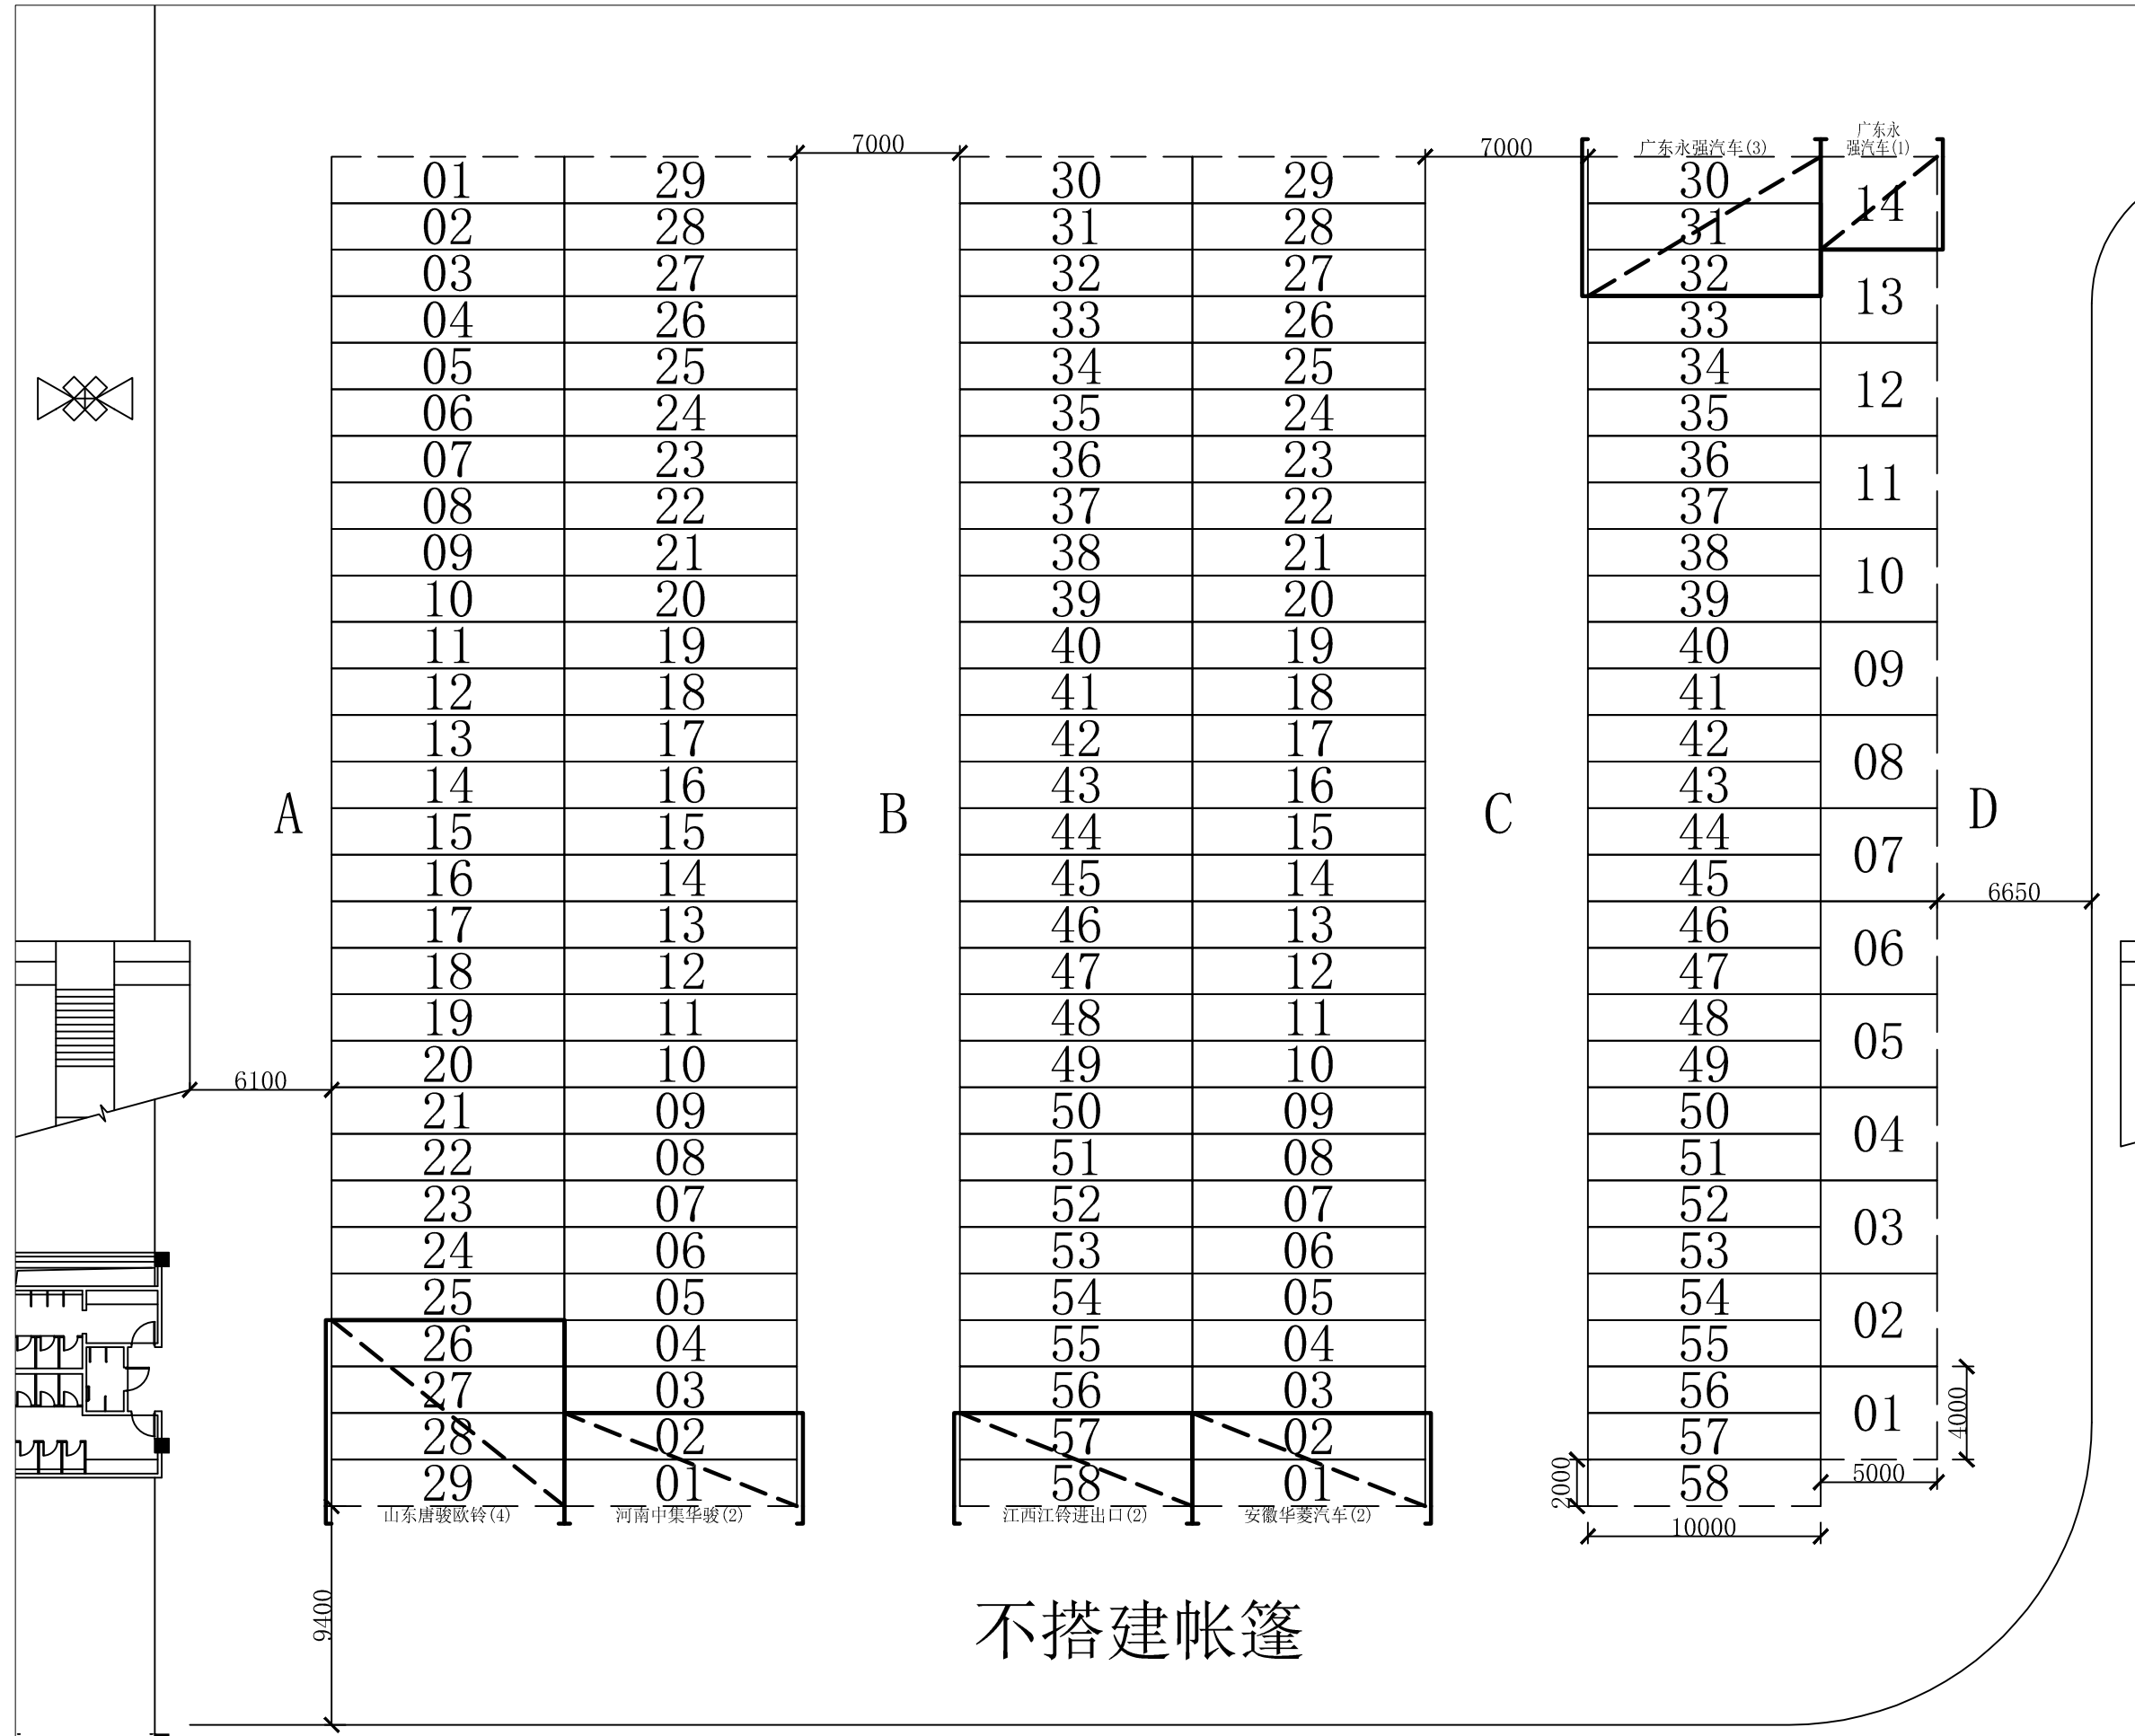 7000
7000
广东永强汽车(3)
广东永
强汽车(1)
01 29 30 29 30 14
02 28 31 28 31
03 27 32 27 32 13
04 26 33 26 33
05 25 34 25 34 12
06 24 35 24 35
07 23 36 23 36 11
08 22 37 22 37
09 21 38 21 38 10
10 20 39 20 39
11 19 40 19 40 09
12 18 41 18 41
13 17 42 17 42 08
14 16 43 16 43
A B C D
15 15 44 15 44 07
16 14 45 14 45
6650
17 13 46 13 46 06
18 12 47 12 47
19 11 48 11 48 05
20 10 49 10 49
6100
21 09 50 09 50 04
22 08 51 08 51
23 07 52 07 52 03
24 06 53 06 53
25 05 54 05 54 02
26 04 55 04 55
27 03 56 03 56 01
4000
28 02 57 02 57
29 01 58 01 58
2000
5000
山东唐骏欧铃(4)
河南中集华骏(2)
江西江铃进出口(2)
安徽华菱汽车(2)
10000
9400
不搭建帐篷